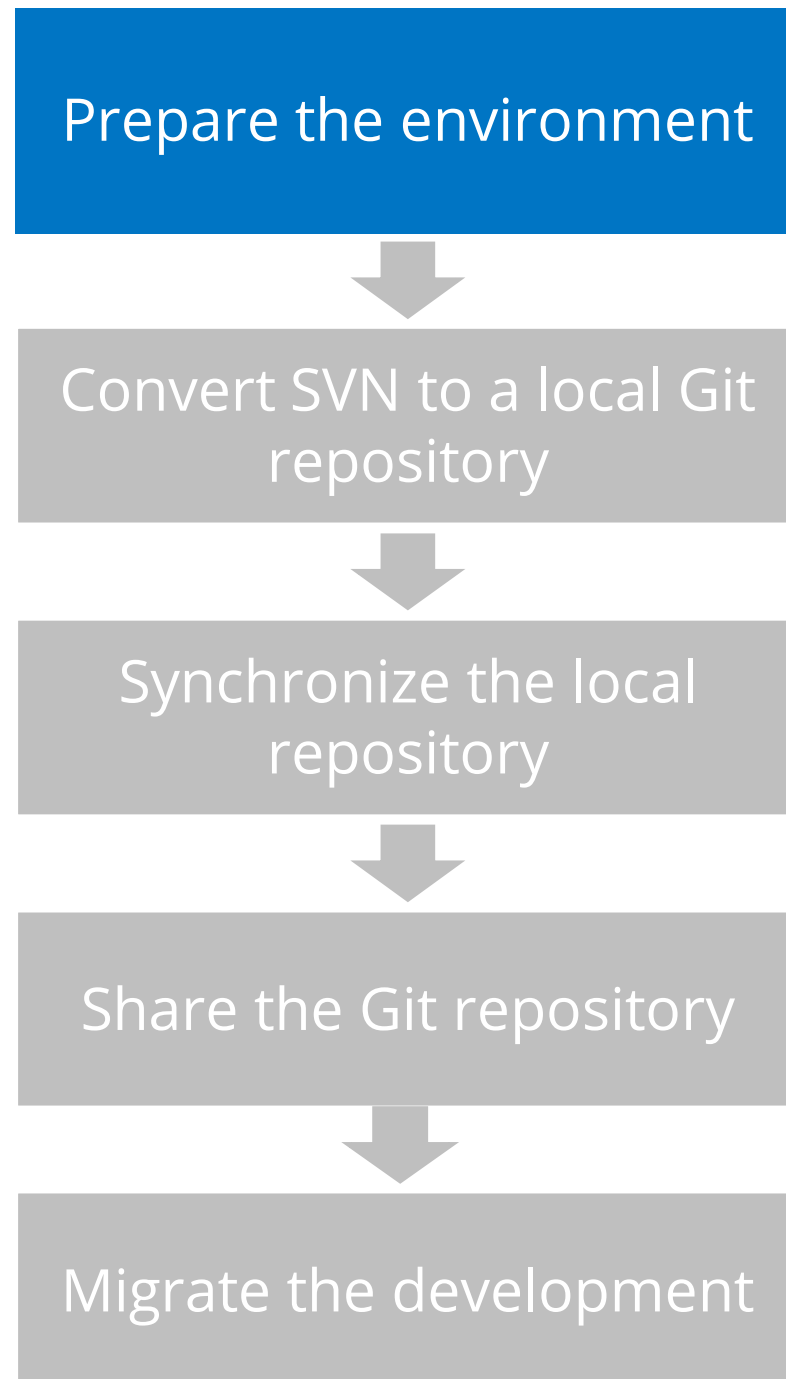 Prepare the environment
Convert SVN to a local Git
repository
Synchronize the local
repository
Share the Git repository
Migrate the development